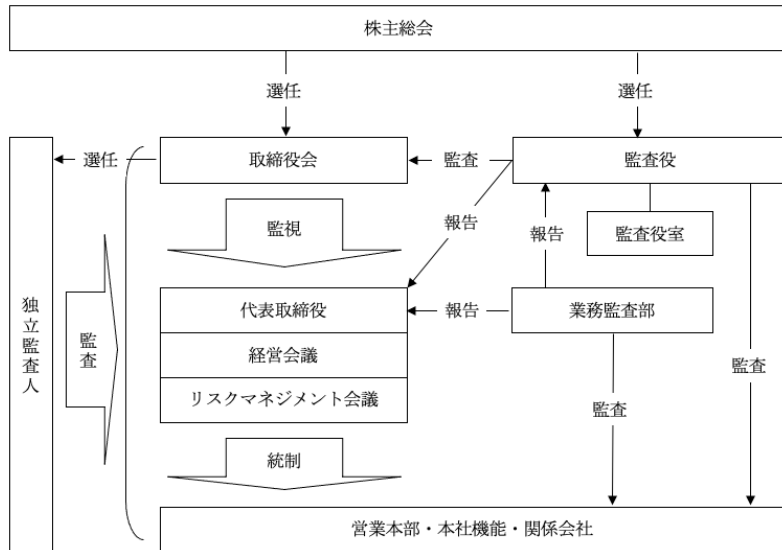 株主総会
選任
選任
選任
取締役会
監査
監査役
監視
報告
報告
監査役室
独立監査人
監査
代表取締役
報告
業務監査部
経営会議
監査
リスクマネジメント会議
監査
統制
営業本部・本社機能・関係会社